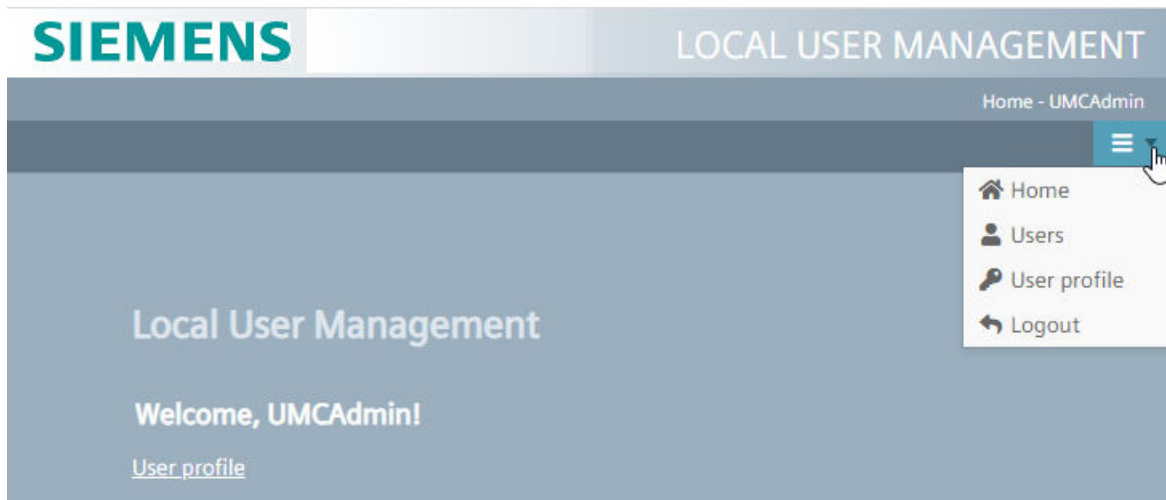 SIEMENS
LOCAL USER MANAGEMENT
Home - UMCAdmin
Home
Users
User profile
Logout
Local User Management
Welcome, UMCAdmin!
User profile